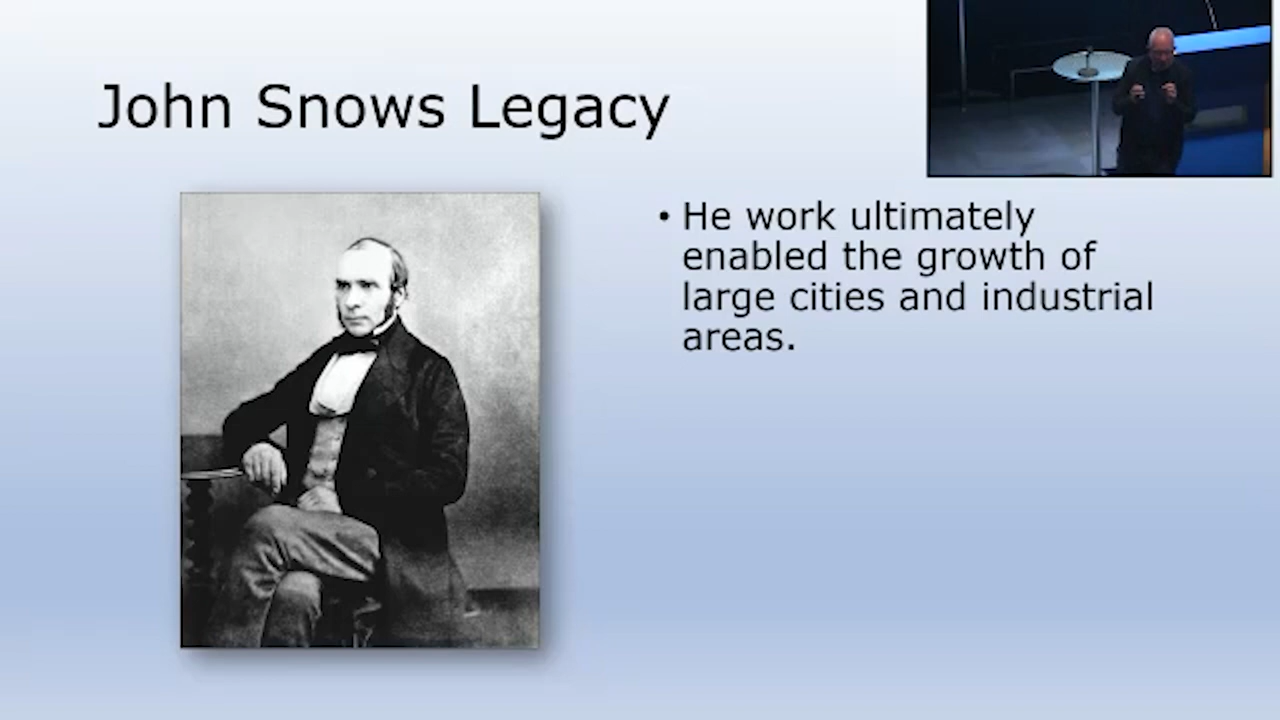 John Snows Legacy
• He work ultimately
enabled the growth of
large cities and industrial
areas.